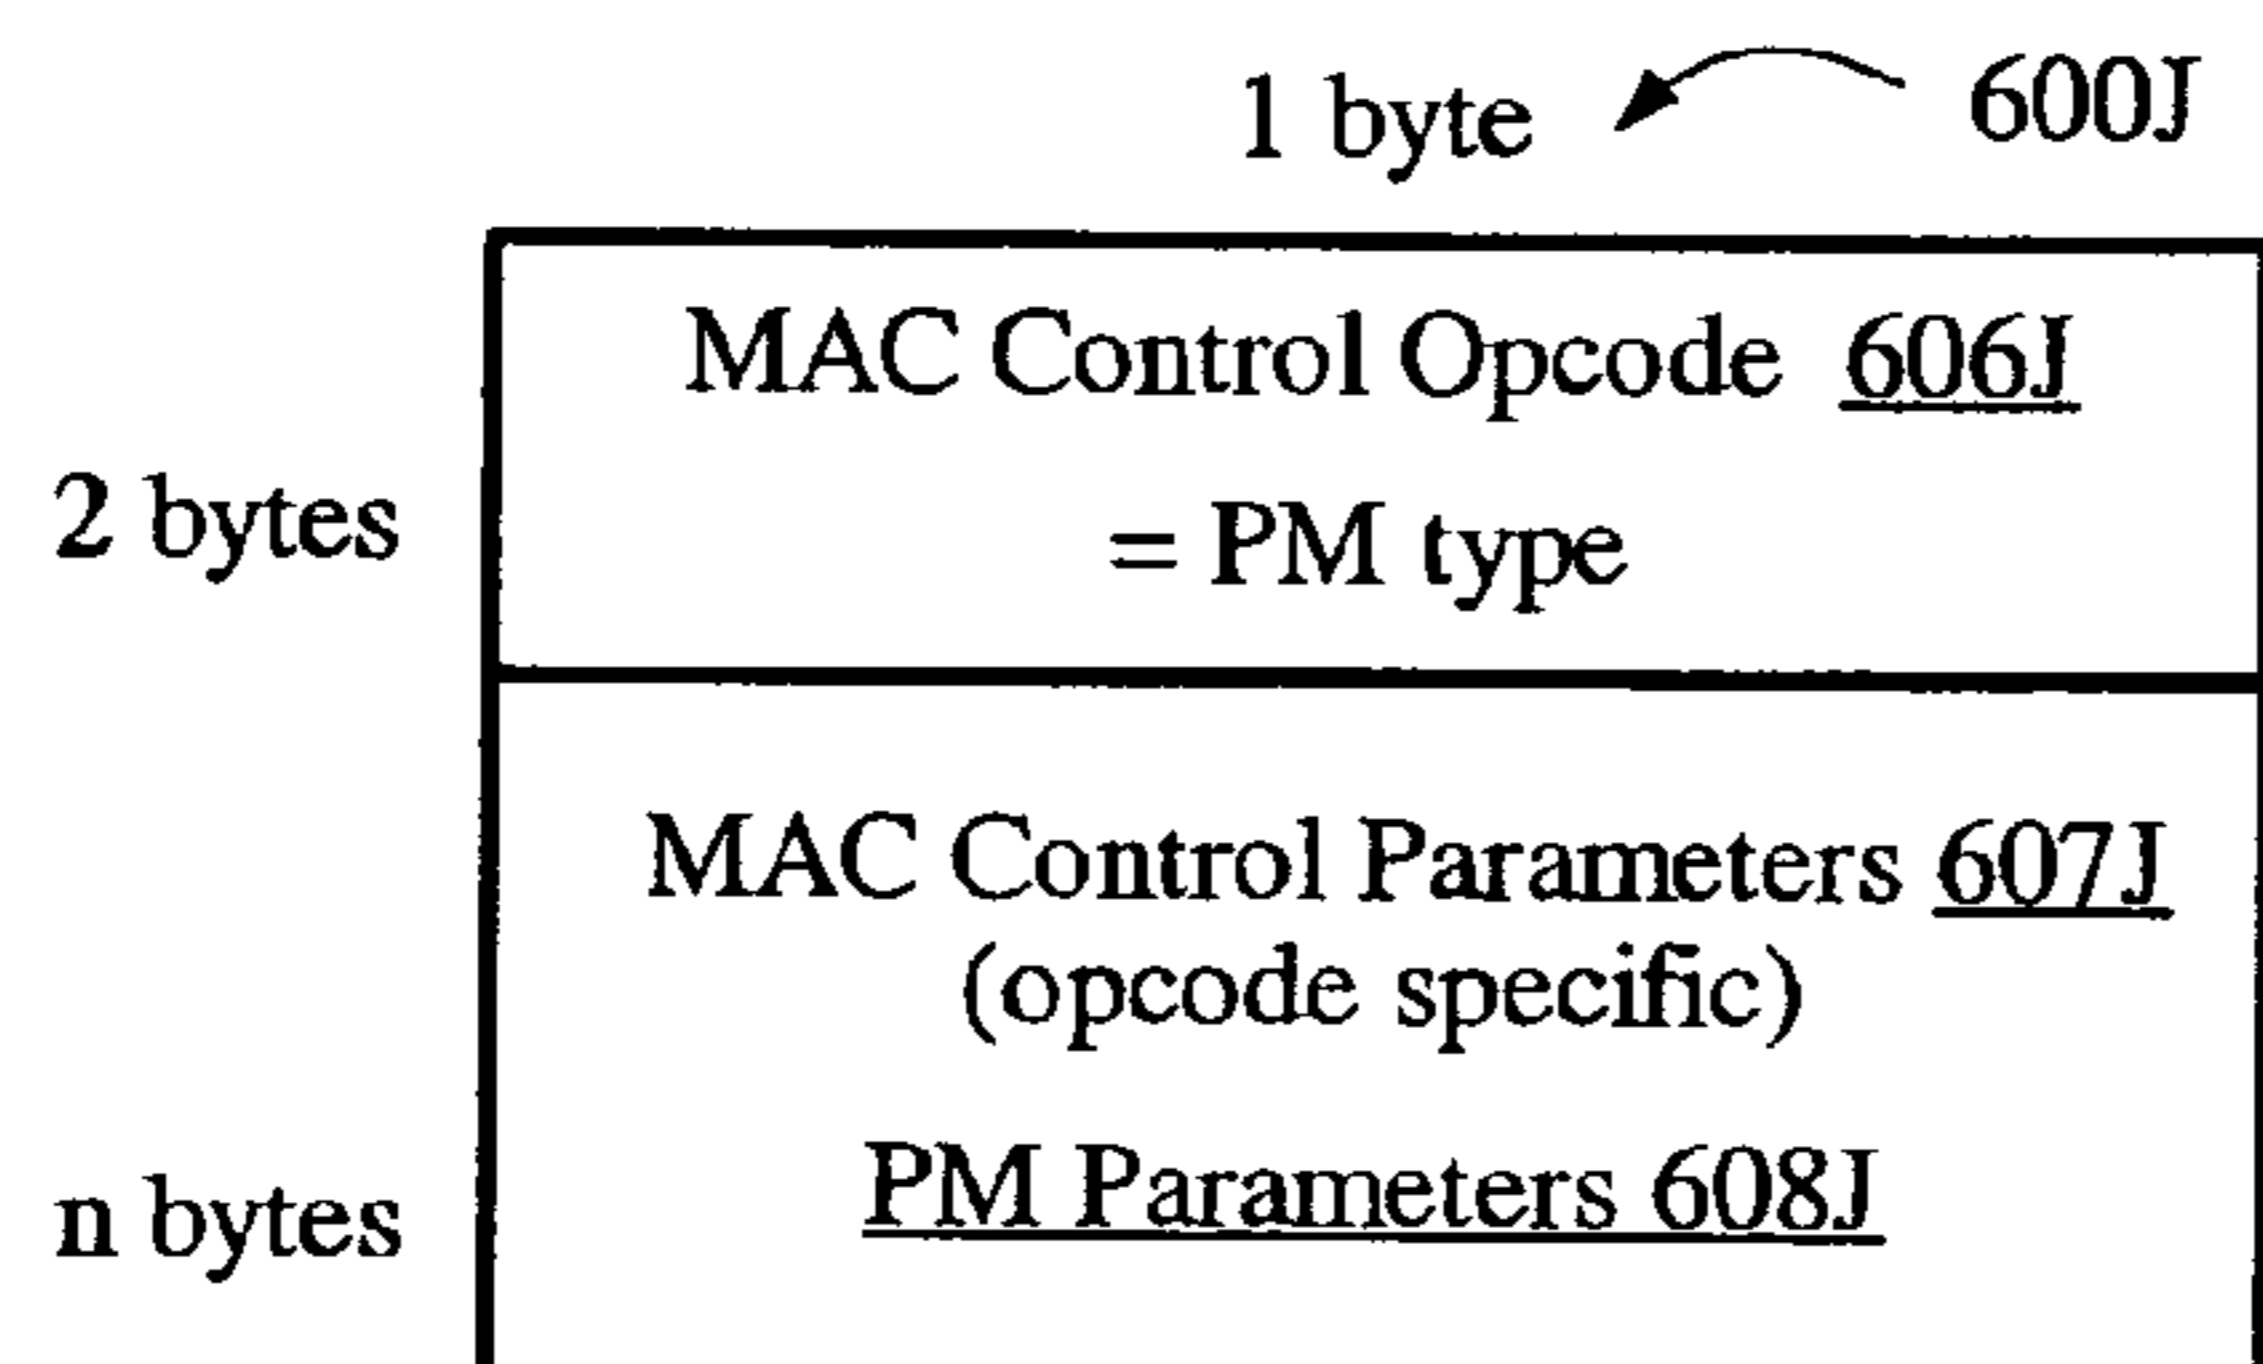 1 byte 600J
MAC Control Opcode 606J
2 bytes
= PM type
MAC Control Parameters 607J
(opcode specific)
PM Parameters 608J
n bytes